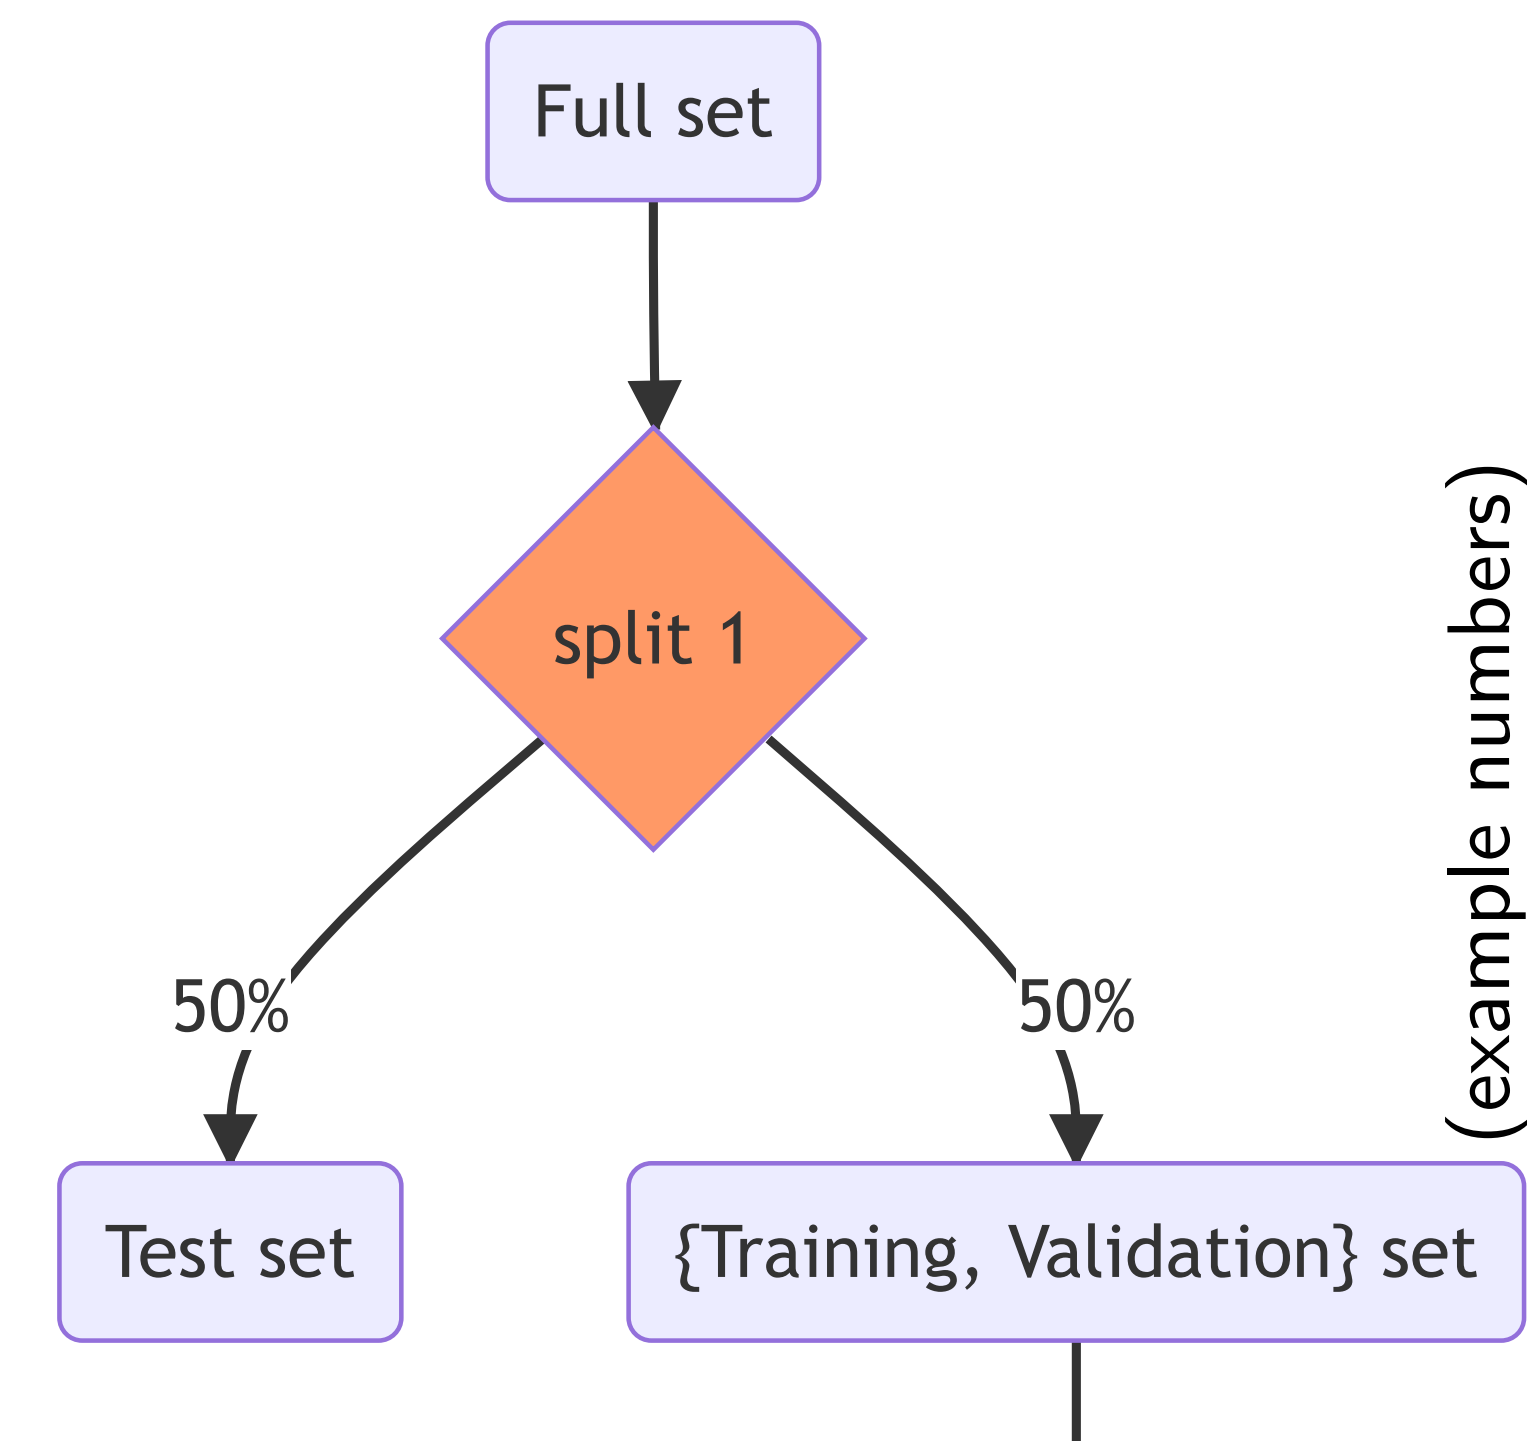 Full set
split 1
(example numbers)
50%
50%
Test set
{Training, Validation} set